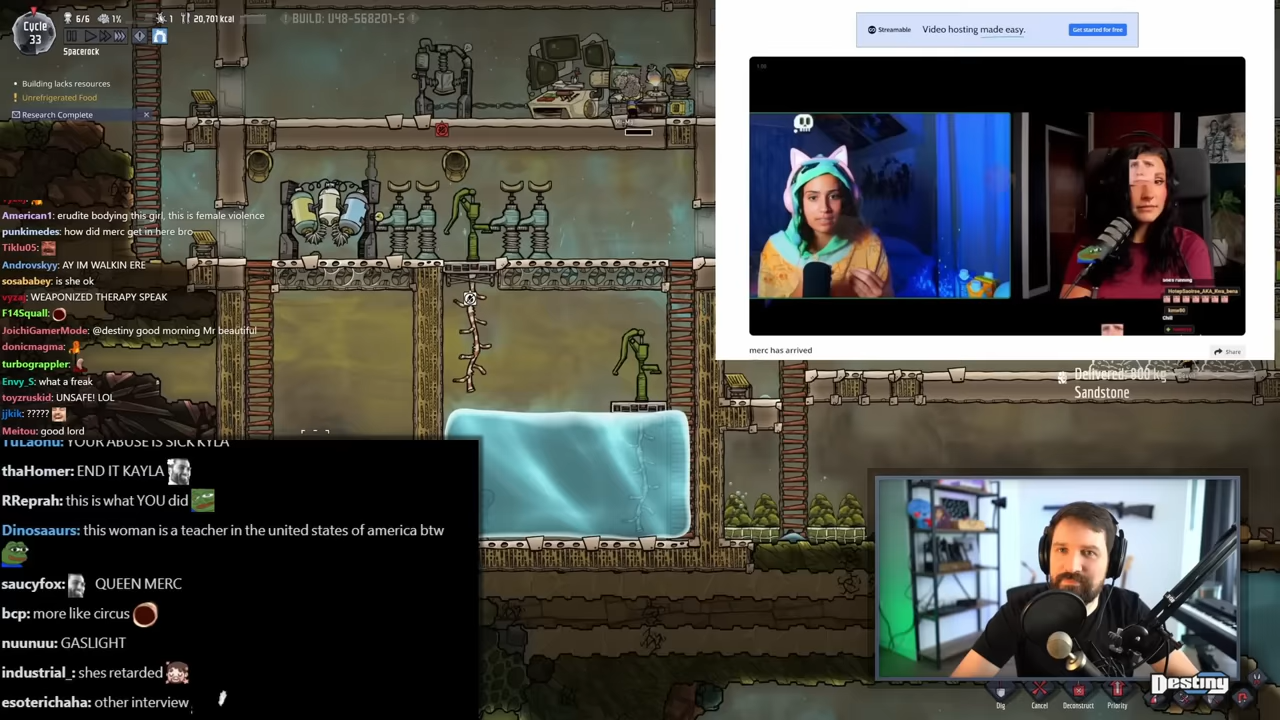 Cycle
33
6/6
1%
1
20,701 kcal
BUILD: U48-568201-S
Spacerock
Building lacks resources
Unrefrigerated Food
Research Complete
American1: erudite bodying this girl, this is female violence
punkimedes: how did merc get in here bro
Tiklu05:
Androvskyy: AY IM WALKIN ERE
sosababey: is she ok
vyzaj: WEAPONIZED THERAPY SPEAK
F14Squall:
JoichiGamerMode: @destiny good morning Mr beautiful
donicmagma:
turbograppler:
Envy_S: what a freak
toyzruskid: UNSAFE! LOL
jjkik: ?????
Meitou: good lord
TuLaohu: YOUR ABUSE IS SICK KYLA
thaHomer: END IT KAYLA
RReprah: this is what YOU did
Dinosaurs: this woman is a teacher in the united states of america btw
saucyfox: QUEEN MERC
bcp: more like circus
nuunuu: GASLIGHT
industrial_: shes retarded
esoterichaha: other interview
Streamable
Video hosting made easy.
Get started for free
merc has arrived
Share
Delivered: 800 kg
Sandstone
Destiny
Dig
Cancel
Deconstruct
Priority